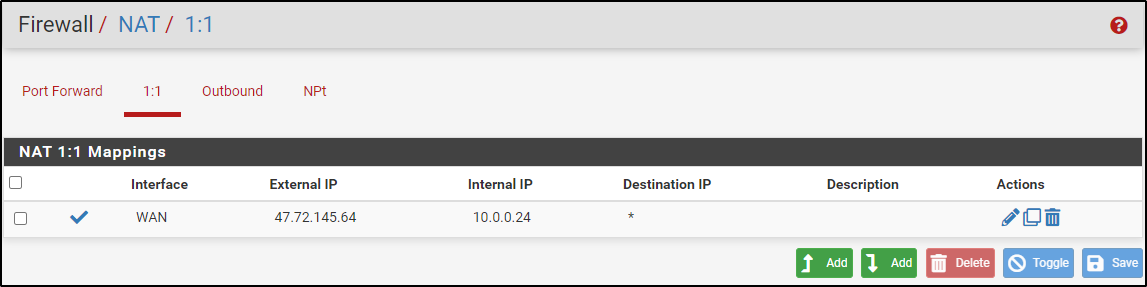 Firewall / NAT / 1:1
Port Forward 1:1 Outbound NPt
NAT 1:1 Mappings
Interface External IP Internal IP Destination IP Description Actions
WAN 47.72.145.64 10.0.0.24 *
Add Add Delete Toggle Save